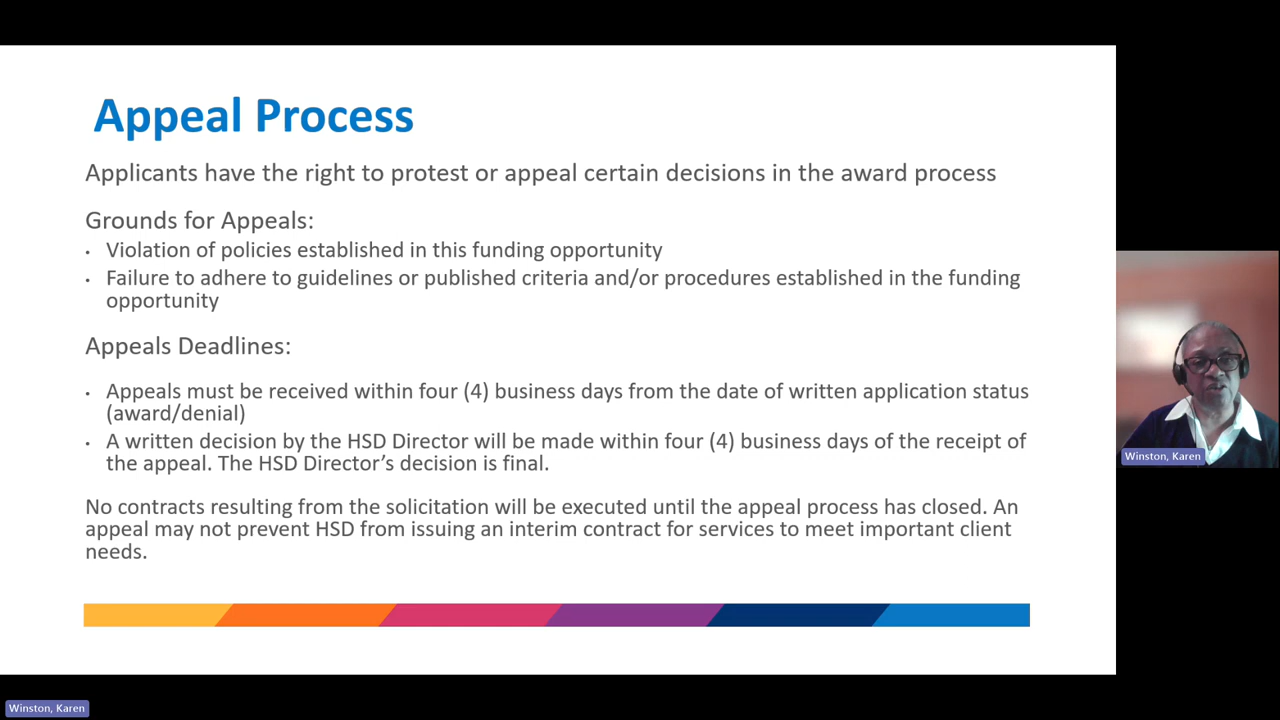 Appeal Process
Applicants have the right to protest or appeal certain decisions in the award process
Grounds for Appeals:
• Violation of policies established in this funding opportunity
• Failure to adhere to guidelines or published criteria and/or procedures established in the funding
opportunity
Appeals Deadlines:
• Appeals must be received within four (4) business days from the date of written application status
(award/denial)
• A written decision by the HSD Director will be made within four (4) business days of the receipt of
the appeal. The HSD Director’s decision is final.
No contracts resulting from the solicitation will be executed until the appeal process has closed. An
appeal may not prevent HSD from issuing an interim contract for services to meet important client
needs.
Winston, Karen
Winston, Karen